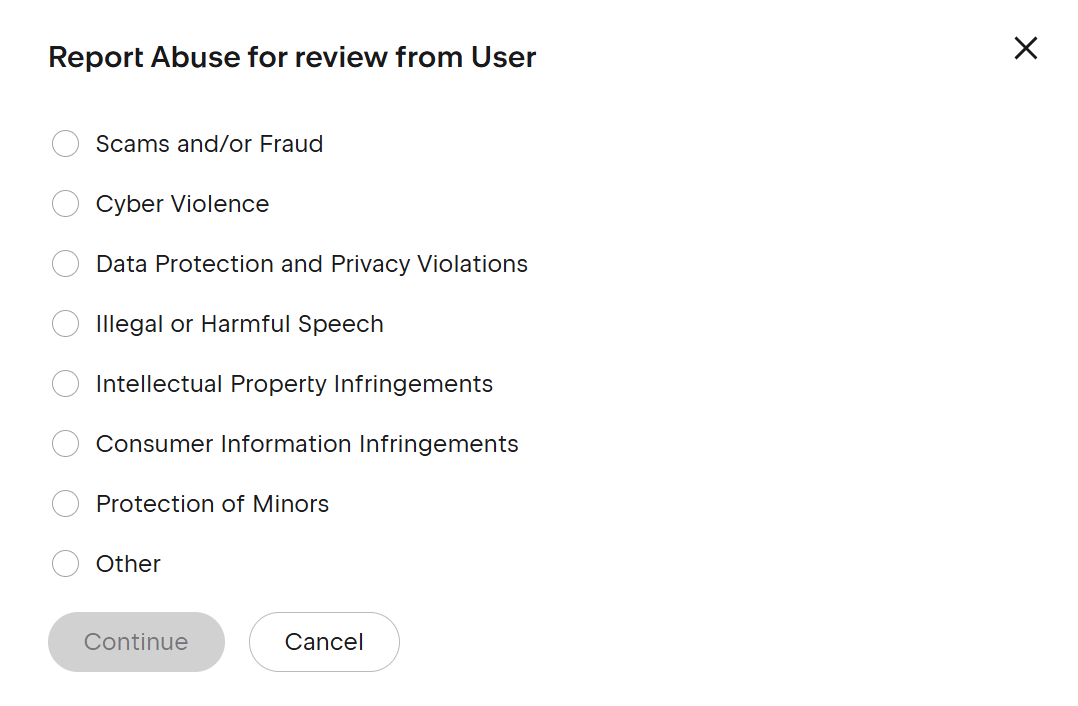 Report Abuse for review from User
Scams and/or Fraud
Cyber Violence
Data Protection and Privacy Violations
Illegal or Harmful Speech
Intellectual Property Infringements
Consumer Information Infringements
Protection of Minors
Other
Continue Cancel